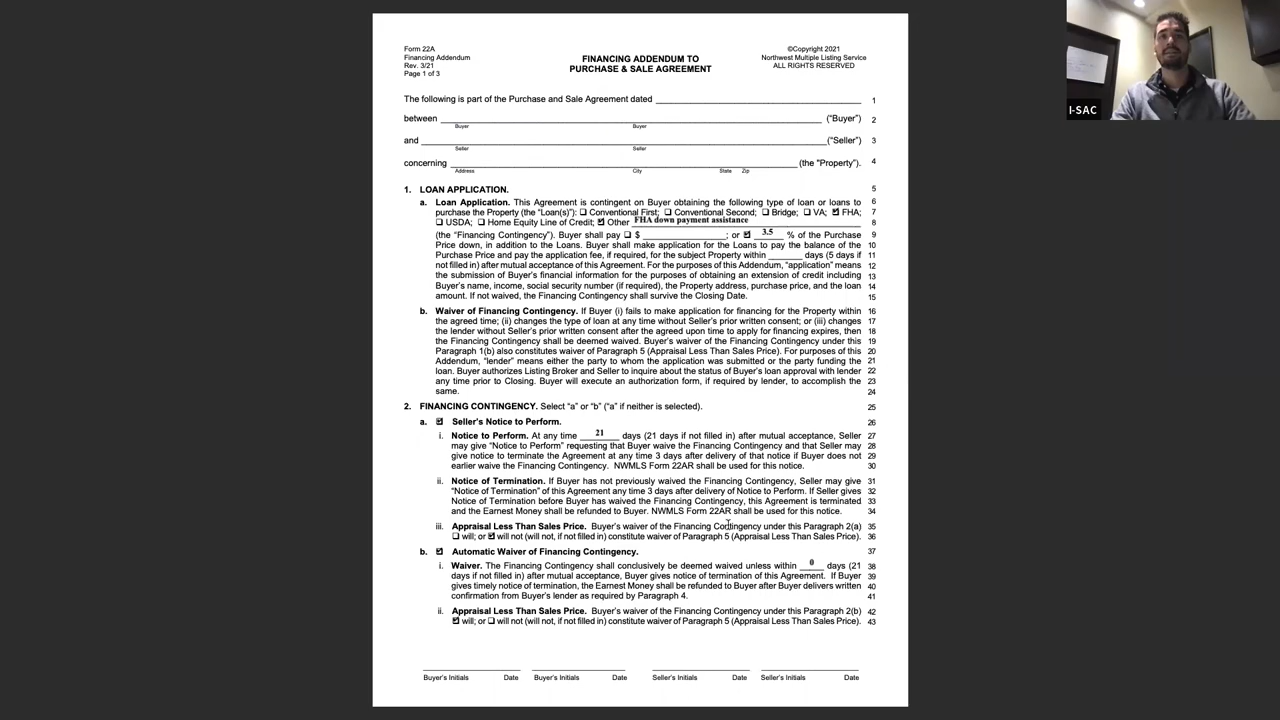 Form 22A
Financing Addendum
Rev. 3/21
Page 1 of 3
FINANCING ADDENDUM TO
PURCHASE & SALE AGREEMENT
©Copyright 2021
Northwest Multiple Listing Service
ALL RIGHTS RESERVED
I-SAC
The following is part of the Purchase and Sale Agreement dated 1
between ("Buyer") 2
Buyer Buyer
and ("Seller") 3
Seller Seller
concerning (the "Property"). 4
Address City State Zip
1. LOAN APPLICATION. 5
a. Loan Application. This Agreement is contingent on Buyer obtaining the following type of loan or loans to 6
purchase the Property (the "Loan(s)"): ❑ Conventional First; ❑ Conventional Second; ❑ Bridge; ❑ VA; ☑ FHA; 7
❑ USDA; ❑ Home Equity Line of Credit; ☑ Other FHA down payment assistance 8
(the "Financing Contingency"). Buyer shall pay ❑ $ ; or ☑ 3.5 % of the Purchase 9
Price down, in addition to the Loans. Buyer shall make application for the Loans to pay the balance of the 10
Purchase Price and pay the application fee, if required, for the subject Property within days (5 days if 11
not filled in) after mutual acceptance of this Agreement. For the purposes of this Addendum, "application" means 12
the submission of Buyer's financial information for the purposes of obtaining an extension of credit including 13
Buyer's name, income, social security number (if required), the Property address, purchase price, and the loan 14
amount. If not waived, the Financing Contingency shall survive the Closing Date. 15
b. Waiver of Financing Contingency. If Buyer (i) fails to make application for financing for the Property within 16
the agreed time; (ii) changes the type of loan at any time without Seller's prior written consent; or (iii) changes 17
the lender without Seller's prior written consent after the agreed upon time to apply for financing expires, then 18
the Financing Contingency shall be deemed waived. Buyer's waiver of the Financing Contingency under this 19
Paragraph 1(b) also constitutes waiver of Paragraph 5 (Appraisal Less Than Sales Price). For purposes of this 20
Addendum, "lender" means either the party to whom the application was submitted or the party funding the 21
loan. Buyer authorizes Listing Broker and Seller to inquire about the status of Buyer's loan approval with lender 22
any time prior to Closing. Buyer will execute an authorization form, if required by lender, to accomplish the 23
same. 24
2. FINANCING CONTINGENCY. Select "a" or "b" ("a" if neither is selected). 25
a. ☑ Seller's Notice to Perform. 26
i. Notice to Perform. At any time 21 days (21 days if not filled in) after mutual acceptance, Seller 27
may give "Notice to Perform" requesting that Buyer waive the Financing Contingency and that Seller may 28
give notice to terminate the Agreement at any time 3 days after delivery of that notice if Buyer does not 29
earlier waive the Financing Contingency. NWMLS Form 22AR shall be used for this notice. 30
ii. Notice of Termination. If Buyer has not previously waived the Financing Contingency, Seller may give 31
"Notice of Termination" of this Agreement any time 3 days after delivery of Notice to Perform. If Seller gives 32
Notice of Termination before Buyer has waived the Financing Contingency, this Agreement is terminated 33
and the Earnest Money shall be refunded to Buyer. NWMLS Form 22AR shall be used for this notice. 34
iii. Appraisal Less Than Sales Price. Buyer's waiver of the Financing Contingency under this Paragraph 2(a) 35
❑ will; or ☑ will not (will not, if not filled in) constitute waiver of Paragraph 5 (Appraisal Less Than Sales Price). 36
b. ☑ Automatic Waiver of Financing Contingency. 37
i. Waiver. The Financing Contingency shall conclusively be deemed waived unless within 0 days (21 38
days if not filled in) after mutual acceptance, Buyer gives notice of termination of this Agreement. If Buyer 39
gives timely notice of termination, the Earnest Money shall be refunded to Buyer after Buyer delivers written 40
confirmation from Buyer's lender as required by Paragraph 4. 41
ii. Appraisal Less Than Sales Price. Buyer's waiver of the Financing Contingency under this Paragraph 2(b) 42
☑ will; or ❑ will not (will not, if not filled in) constitute waiver of Paragraph 5 (Appraisal Less Than Sales Price). 43
Buyer's Initials Date Buyer's Initials Date Seller's Initials Date Seller's Initials Date